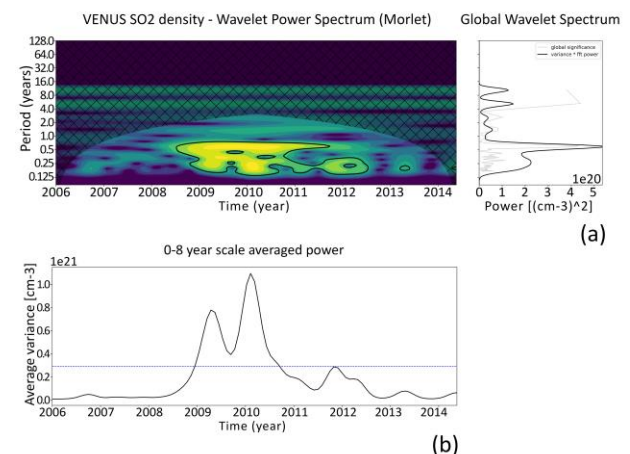 VENUS SO2 density - Wavelet Power Spectrum (Morlet)
Global Wavelet Spectrum
Period (years)
128.0
64.0
32.0
16.0
8.0
4.0
2.0
1.0
0.5
0.25
0.125
2006 2007 2008 2009 2010 2011 2012 2013 2014
Time (year)
global significance
variance * fft power
0 1 2 3 4 5
1e20
Power [(cm-3)^2]
(a)
0-8 year scale averaged power
1e21
Average variance [cm-3]
1.0
0.8
0.6
0.4
0.2
0.0
2006 2007 2008 2009 2010 2011 2012 2013 2014
Time (year)
(b)